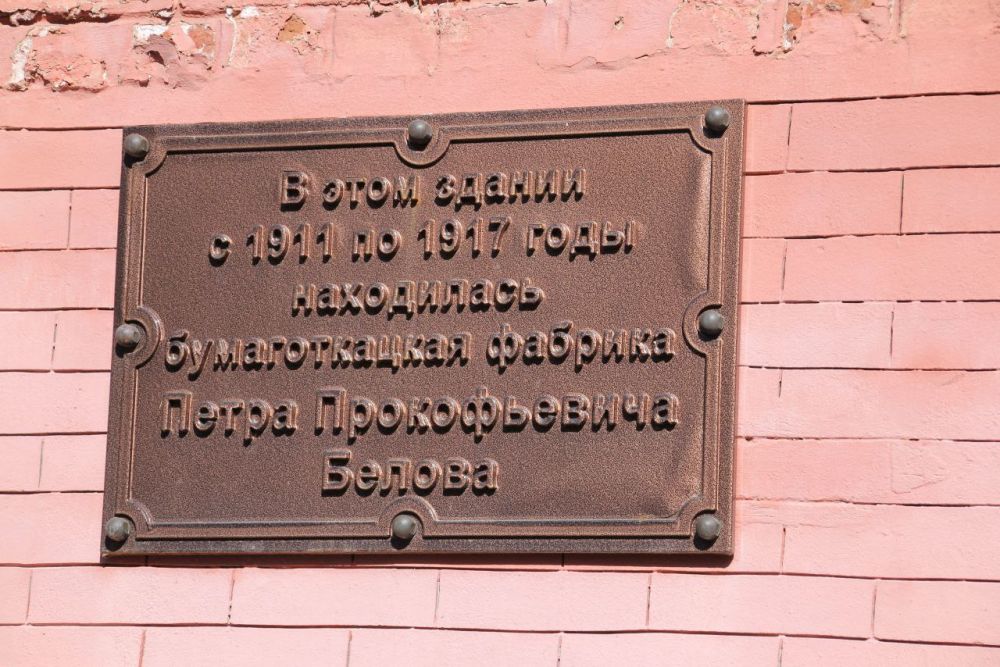 В этом здании
с 1911 по 1917 годы
находилась
бумаготкацкая фабрика
Петра Прокофьевича
Белова